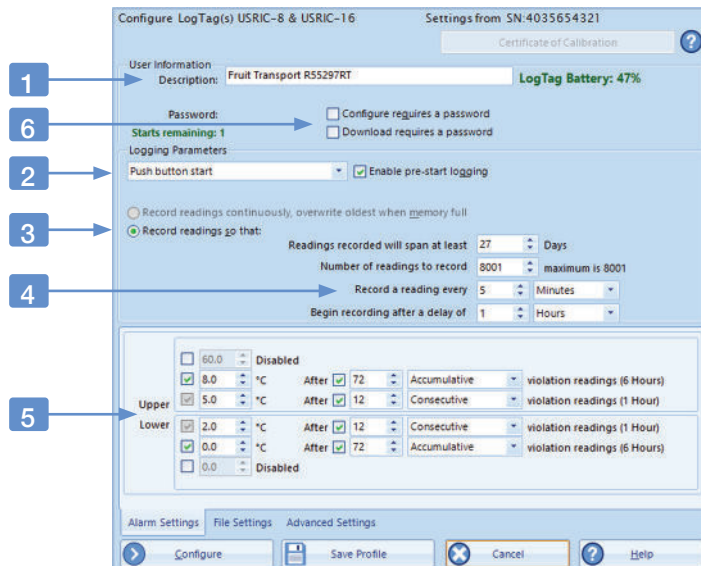 Configure LogTag(s) USRIC-8 & USRIC-16 Settings from SN:4035654321
Certificate of Calibration ?
User Information
1 Description: Fruit Transport R55297RT LogTag Battery: 47%
Password: Configure requires a password
6
Starts remaining: 1 Download requires a password
Logging Parameters
2 Push button start Enable pre-start logging
Record readings continuously, overwrite oldest when memory full
3 Record readings so that:
Readings recorded will span at least 27 Days
Number of readings to record 8001 maximum is 8001
4 Record a reading every 5 Minutes
Begin recording after a delay of 1 Hours
60.0 Disabled
8.0 °C After 72 Accumulative violation readings (6 Hours)
Upper 5.0 °C After 12 Consecutive violation readings (1 Hour)
5
Lower 2.0 °C After 12 Consecutive violation readings (1 Hour)
0.0 °C After 72 Accumulative violation readings (6 Hours)
0.0 Disabled
Alarm Settings File Settings Advanced Settings
Configure Save Profile Cancel ? Help